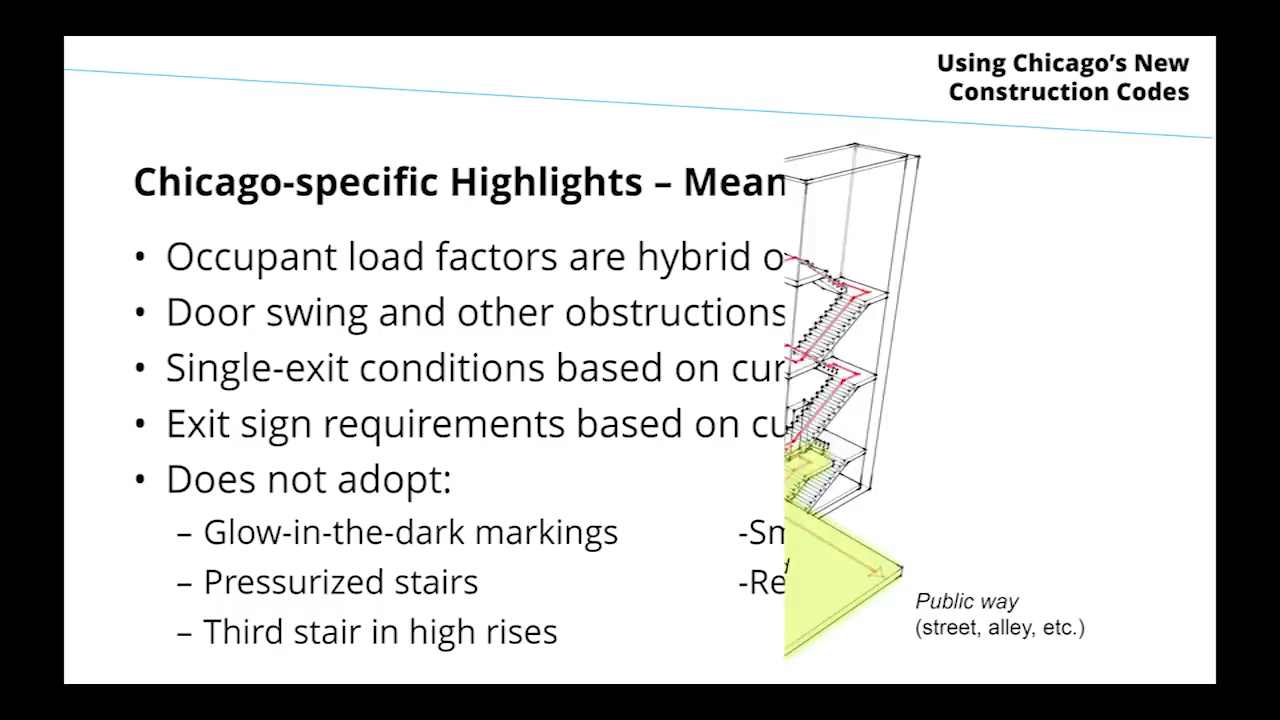 Using Chicago's New
Construction Codes
Chicago-specific Highlights – Mean
• Occupant load factors are hybrid o
• Door swing and other obstructions
• Single-exit conditions based on cur
• Exit sign requirements based on cu
• Does not adopt:
– Glow-in-the-dark markings -Sm
– Pressurized stairs -Re
– Third stair in high rises
Public way
(street, alley, etc.)